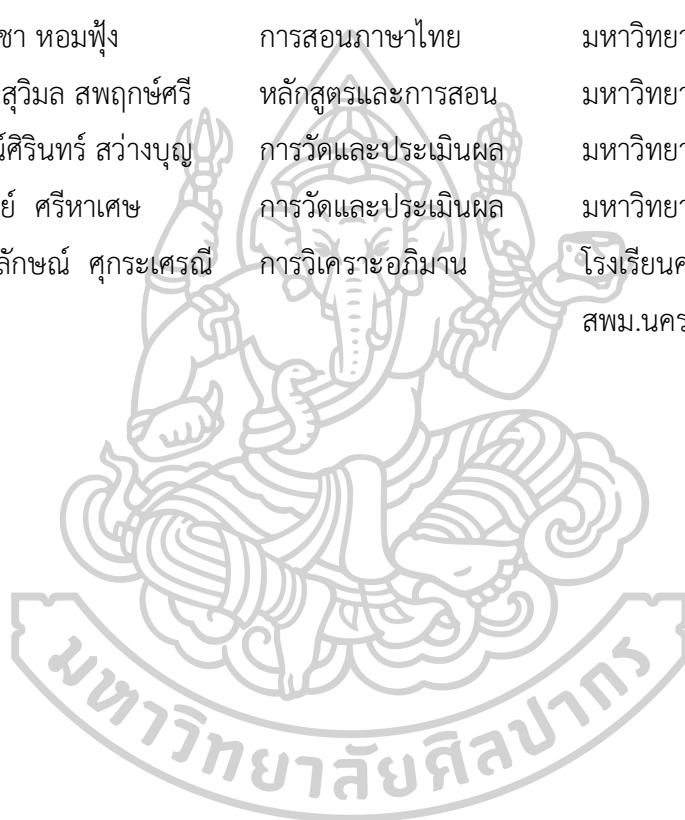 ชา หอมฟุ้ง การสอนภาษาไทย มหาวิทยา
สุวิมล สพฤกษ์ศรี หลักสูตรและการสอน มหาวิทยา
ศิรินทร์ สว่างบุญ การวัดและประเมินผล มหาวิทยา
ย์ ศรีหาเศษ การวัดและประเมินผล มหาวิทยา
ลักษณ์ ศุกระเศรณี การวิเคราะอภิมาน โรงเรียน
สพม.นคร
มหาวิทยาลัยศิลปากร